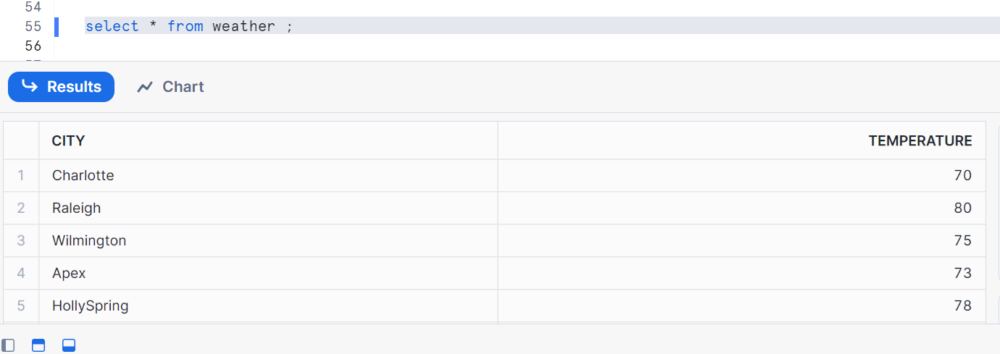 54
55 select * from weather ;
56
Results Chart
CITY TEMPERATURE
1 Charlotte 70
2 Raleigh 80
3 Wilmington 75
4 Apex 73
5 HollySpring 78